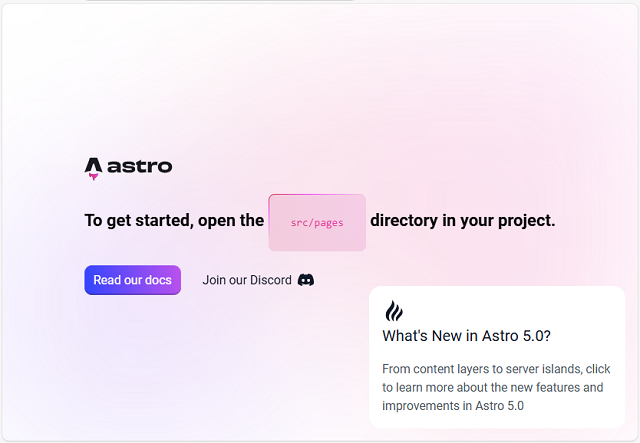 astro
To get started, open the src/pages directory in your project.
Read our docs
Join our Discord
What's New in Astro 5.0?
From content layers to server islands, click
to learn more about the new features and
improvements in Astro 5.0